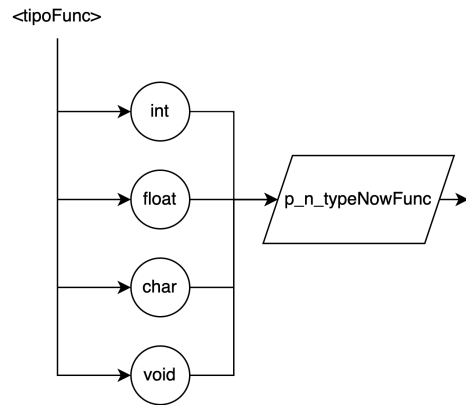 <tipoFunc>
int
float
p_n_typeNowFunc
char
void